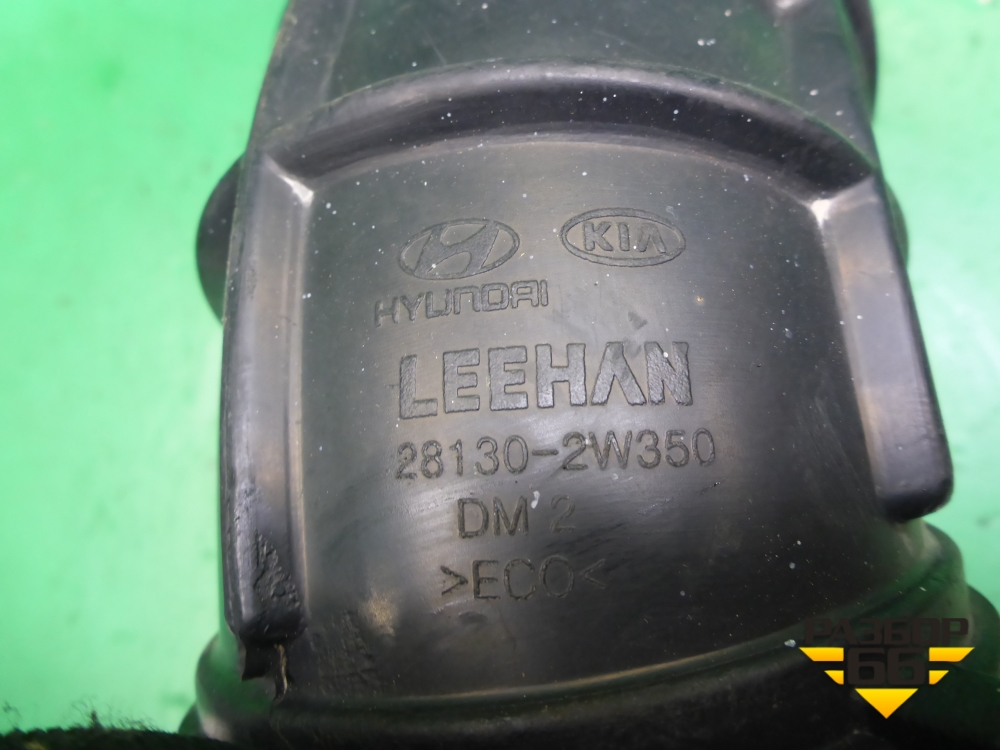 KIA
HYUNDAI
LEEHAN
28130-2W350
DM 2
>ECO<
РАЗБОР
66